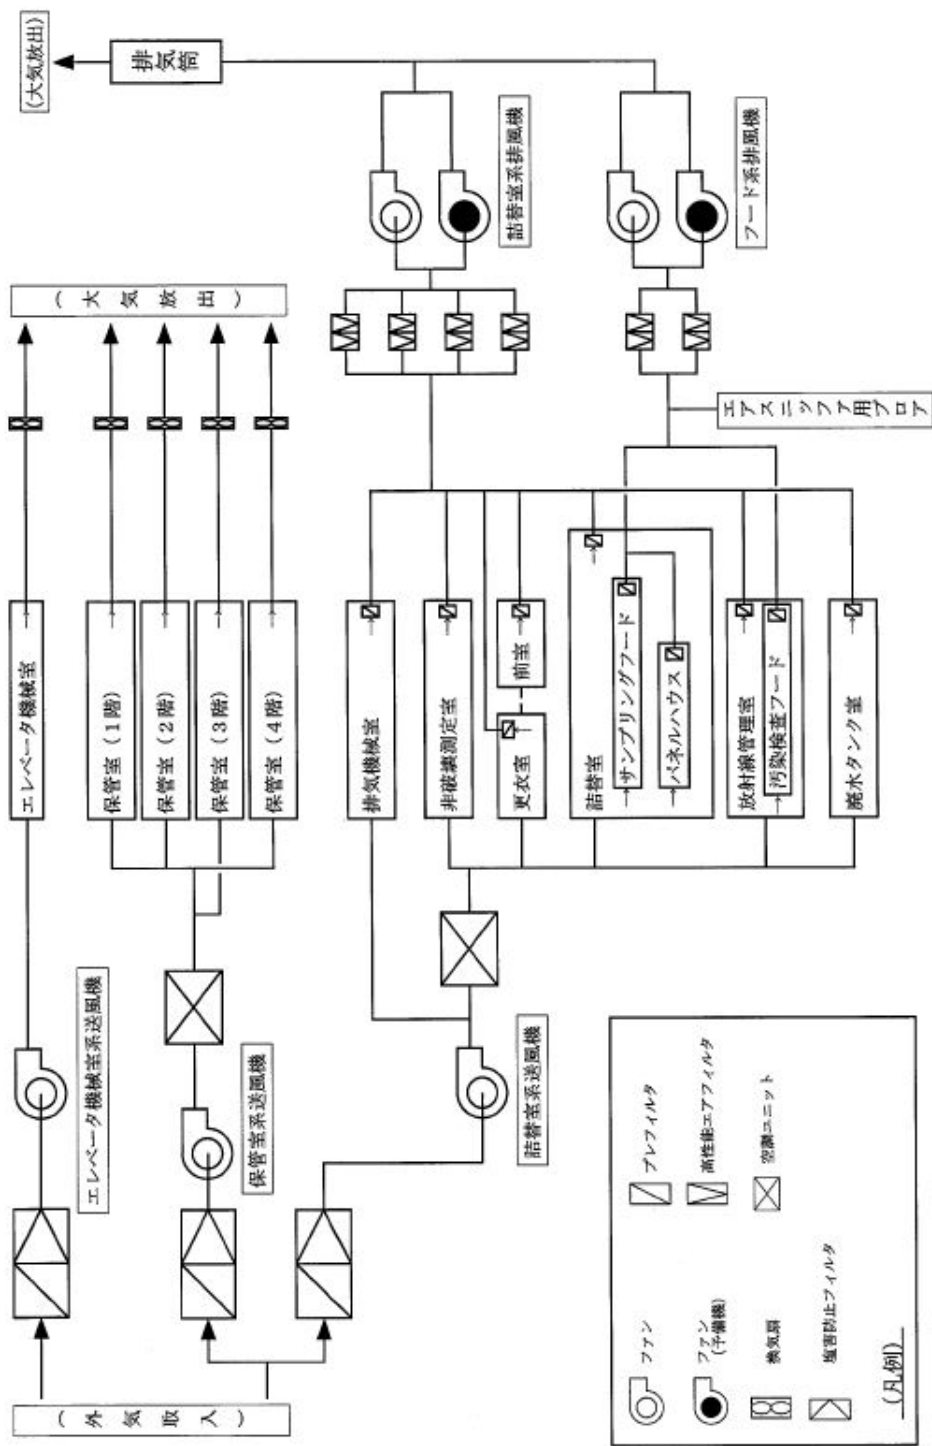 (外気取入)
エレベータ機械室系送風機
エレベータ機械室
保管室系送風機
保管室(1階)
保管室(2階)
保管室(3階)
保管室(4階)
(大気放出)
詰替室系送風機
排気機械室
非破壊測定室
更衣室
前室
詰替室
サンプリングフード
パネルハウス
放射線管理室
汚染検査フード
廃水タンク室
エアスニッファ用ブロア
詰替室系排風機
フード系排風機
排気筒
(大気放出)
(凡例)
ファン
ファン
(予備機)
換気扇
塩害防止フィルタ
プレフィルタ
高性能エアフィルタ
空調ユニット